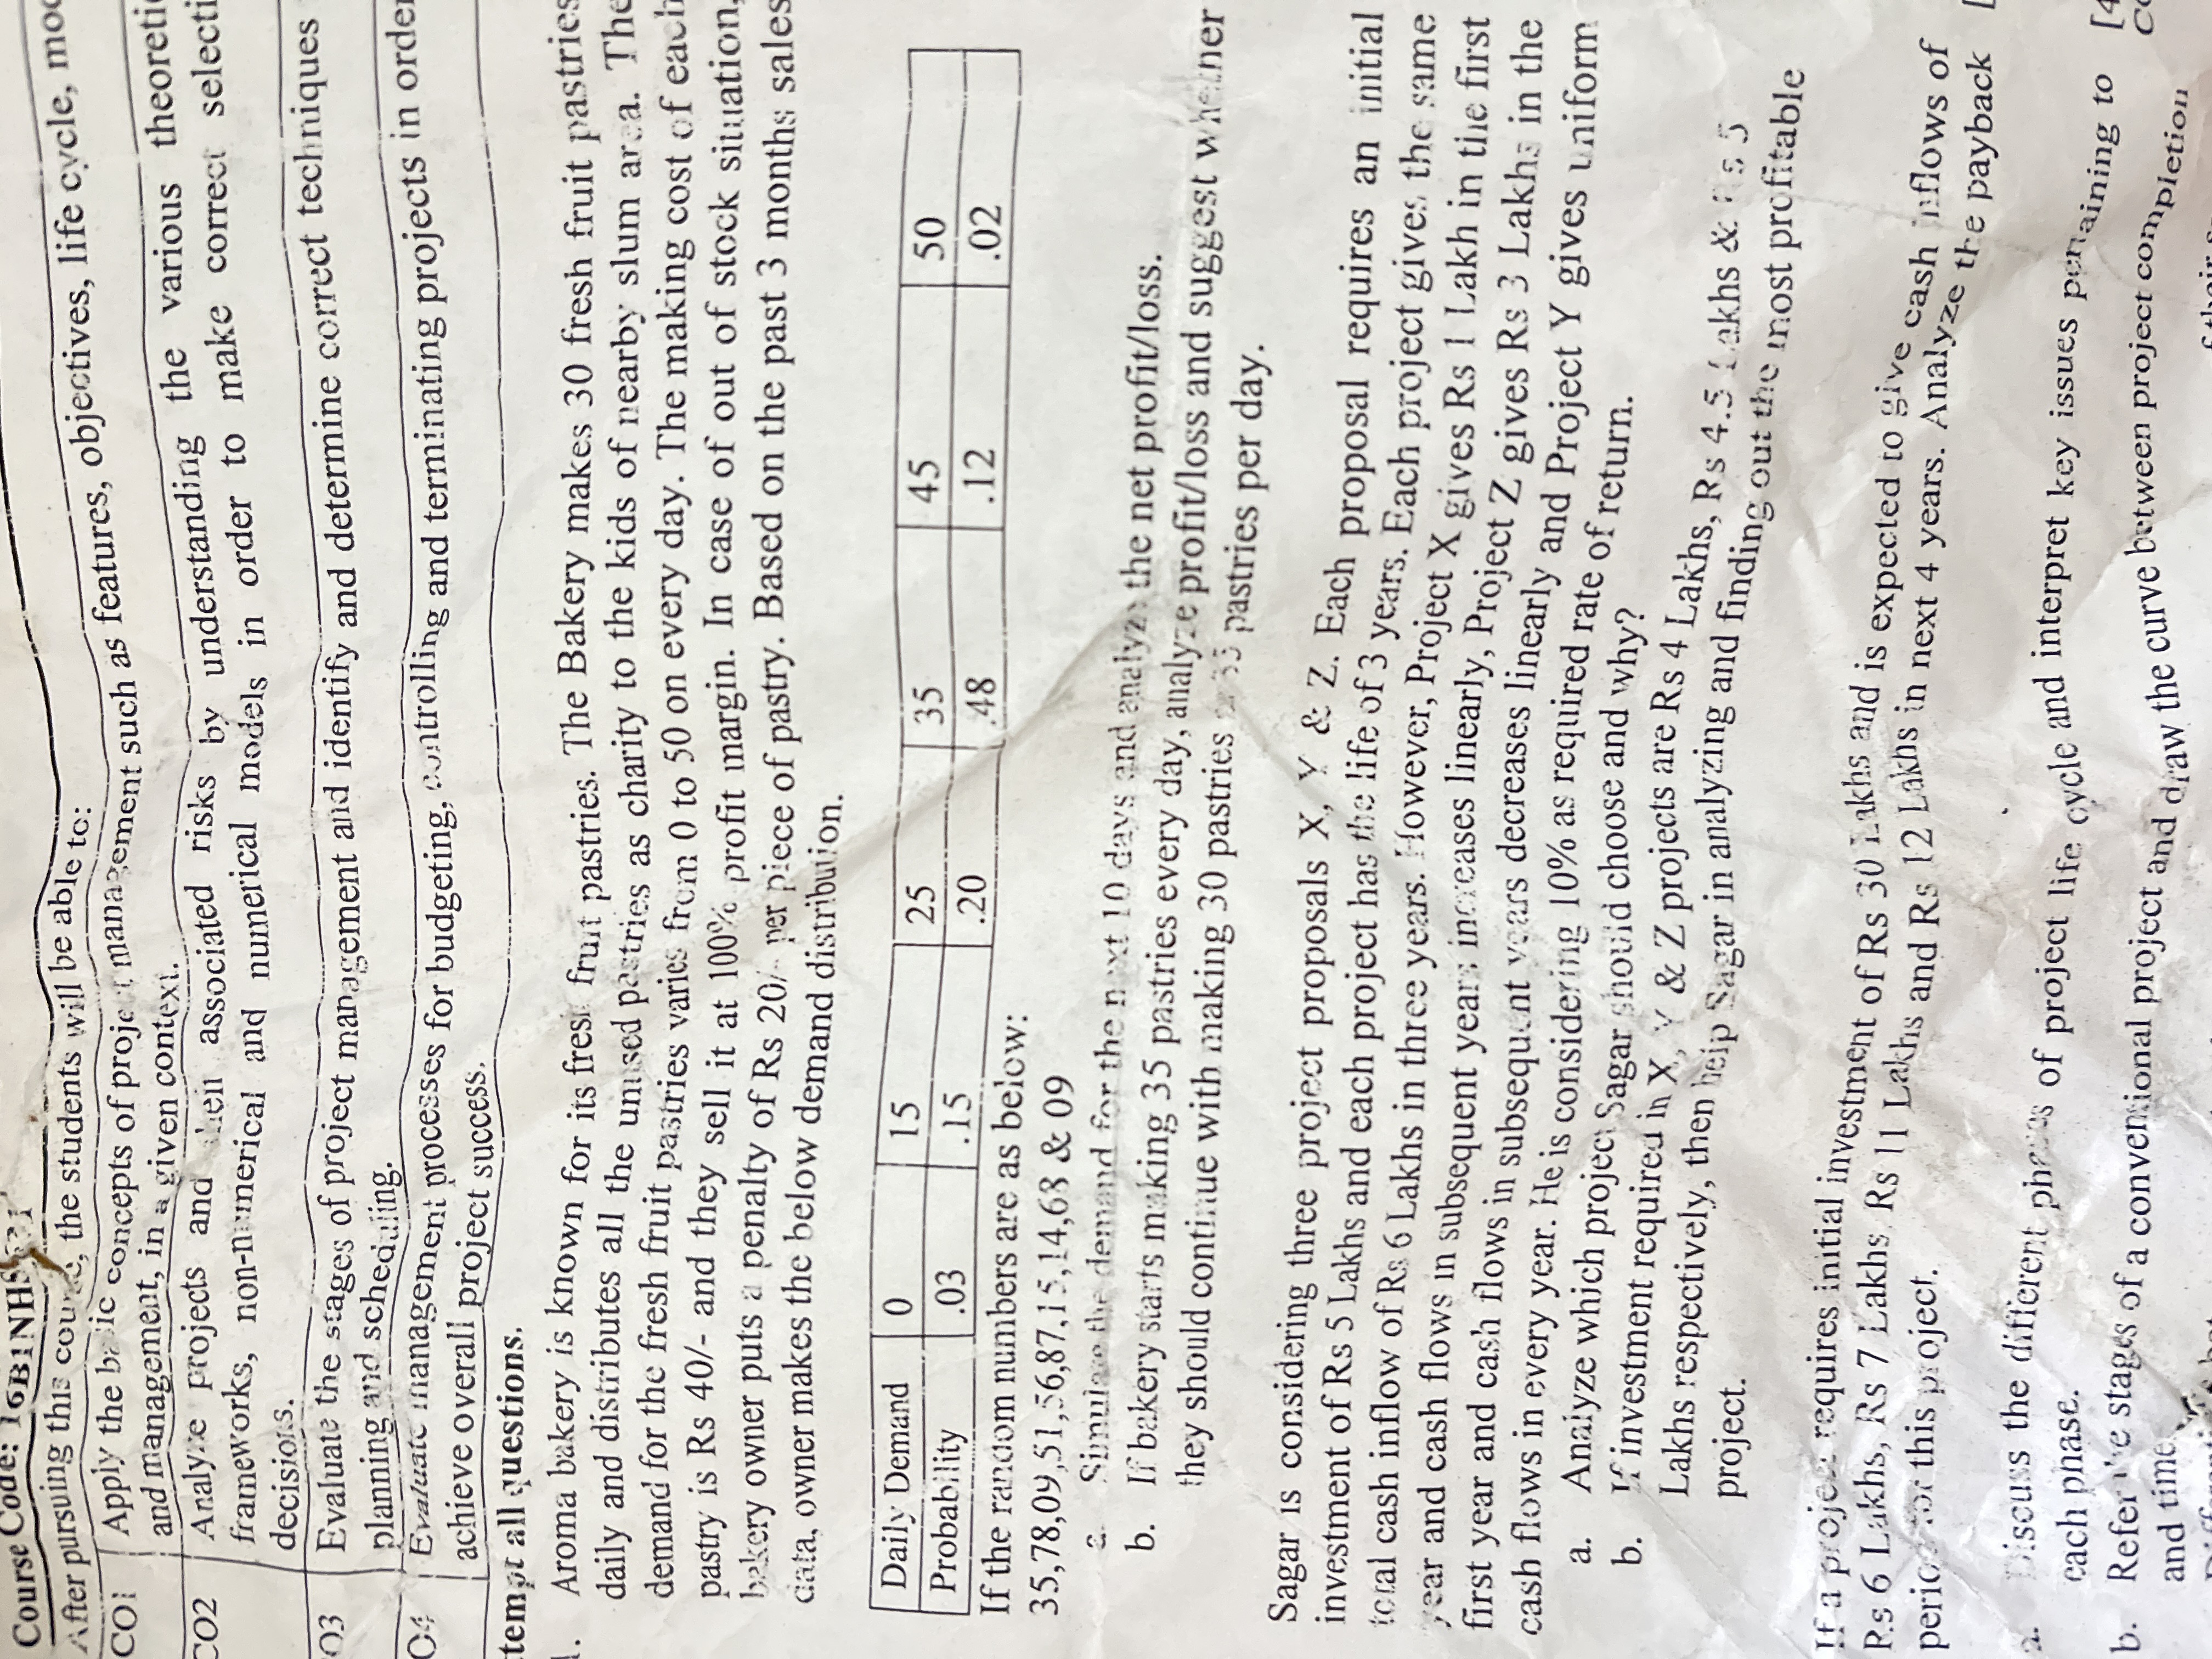 Course Code: 16B1NHS
After pursuing this course, the students will be able to:
CO1 Apply the basic concepts of project management such as features, objectives, life cycle,
and management, in a given context.
CO2 Analyze projects and their associated risks by understanding the various
frameworks, non-numerical and numerical models in order to make correct
decisions.
O3 Evaluate the stages of project management and identify and determine correct techniques
planning and scheduling.
O4 Evaluate management processes for budgeting, controlling and terminating projects in order
achieve overall project success.
ttempt all questions.
1. Aroma bakery is known for its fresh fruit pastries. The Bakery makes 30 fresh fruit pastries
daily and distributes all the unused pastries as charity to the kids of nearby slum area. The
demand for the fresh fruit pastries varies from 0 to 50 on every day. The making cost of each
pastry is Rs 40/- and they sell it at 100% profit margin. In case of out of stock situation,
bakery owner puts a penalty of Rs 20/- per piece of pastry. Based on the past 3 months sales
data, owner makes the below demand distribution.
Daily Demand 0 15 25 35 45 50
Probability .03 .15 .20 .48 .12 .02
If the random numbers are as below:
35,78,09,51,56,87,15,14,68 & 09
a. Simulate the demand for the next 10 days and analyze the net profit/loss.
b. If bakery starts making 35 pastries every day, analyze profit/loss and suggest whether
they should continue with making 30 pastries or 35 pastries per day.
Sagar is considering three project proposals X, Y & Z. Each proposal requires an initial
investment of Rs 5 Lakhs and each project has the life of 3 years. Each project gives the same
total cash inflow of Rs 6 Lakhs in three years. However, Project X gives Rs 1 Lakh in the first
year and cash flows in subsequent years increases linearly, Project Z gives Rs 3 Lakhs in the
first year and cash flows in subsequent years decreases linearly and Project Y gives uniform
cash flows in every year. He is considering 10% as required rate of return.
a. Analyze which project Sagar should choose and why?
b. If investment required in X, Y & Z projects are Rs 4 Lakhs, Rs 4.5 Lakhs & Rs 5
Lakhs respectively, then help Sagar in analyzing and finding out the most profitable
project.
If a project requires initial investment of Rs 30 Lakhs and is expected to give cash inflows of
Rs 6 Lakhs, Rs 7 Lakhs, Rs 11 Lakhs and Rs 12 Lakhs in next 4 years. Analyze the payback [
period for this project.
a. Discuss the different phases of project life cycle and interpret key issues pertaining to [4
each phase.
b. Refer the stages of a conventional project and draw the curve between project completion
and time.